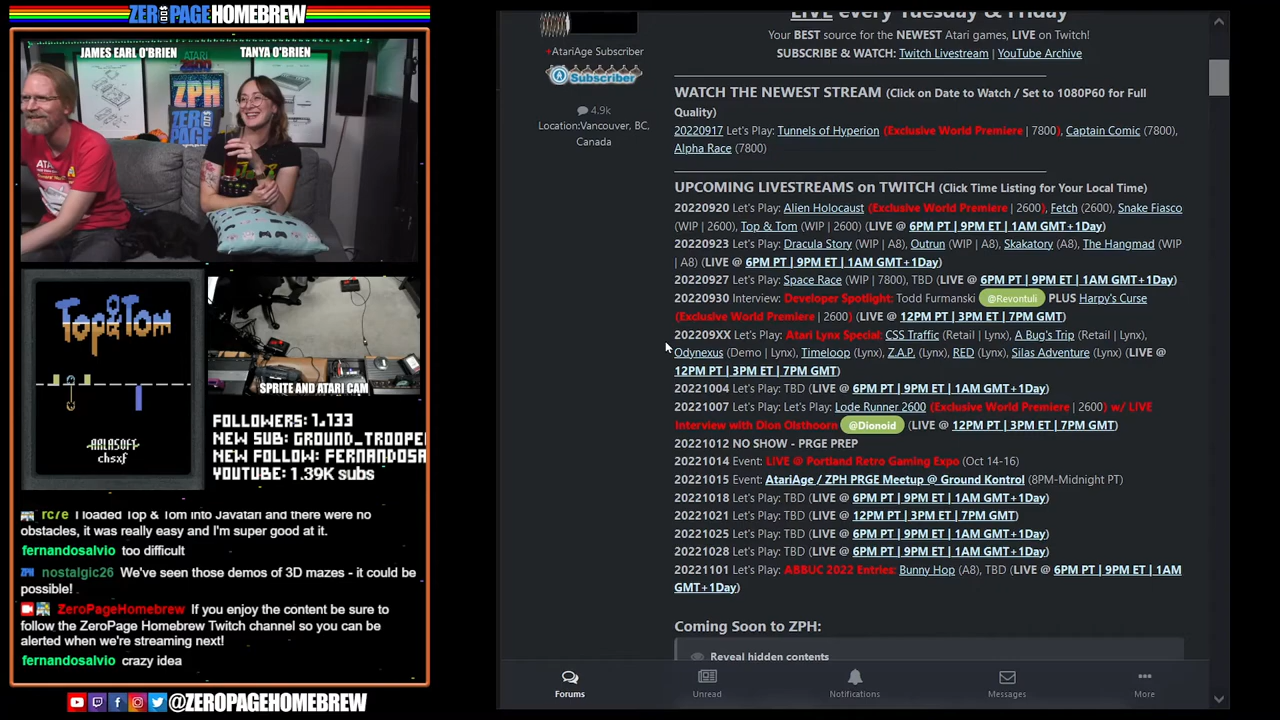 ZERO PAGE HOMEBREW
JAMES EARL O'BRIEN
TANYA O'BRIEN
ZPH
ZERO
PAGE
Top & Tom
ARLASOFT
chsxf
SPRITE AND ATARI CAM
FOLLOWERS: 1,133
NEW SUB: GROUND_TROOPER
NEW FOLLOW: FERNANDOSA
YOUTUBE: 1.39K subs
rc7e I loaded Top & Tom into Javatari and there were no
obstacles, it was really easy and I'm super good at it.
fernandosalvio too difficult
nostalgic26 We've seen those demos of 3D mazes - it could be
possible!
ZeroPageHomebrew If you enjoy the content be sure to
follow the ZeroPage Homebrew Twitch channel so you can be
alerted when we're streaming next!
fernandosalvio crazy idea
@ZEROPAGEHOMEBREW
+AtariAge Subscriber
Subscriber
4.9k
Location:Vancouver, BC,
Canada
LIVE every Tuesday & Friday
Your BEST source for the NEWEST Atari games, LIVE on Twitch!
SUBSCRIBE & WATCH: Twitch Livestream | YouTube Archive
WATCH THE NEWEST STREAM (Click on Date to Watch / Set to 1080P60 for Full
Quality)
20220917 Let's Play: Tunnels of Hyperion (Exclusive World Premiere | 7800), Captain Comic (7800),
Alpha Race (7800)
UPCOMING LIVESTREAMS on TWITCH (Click Time Listing for Your Local Time)
20220920 Let's Play: Alien Holocaust (Exclusive World Premiere | 2600), Fetch (2600), Snake Fiasco
(WIP | 2600), Top & Tom (WIP | 2600) (LIVE @ 6PM PT | 9PM ET | 1AM GMT+1Day)
20220923 Let's Play: Dracula Story (WIP | A8), Outrun (WIP | A8), Skakatory (A8), The Hangmad (WIP
| A8) (LIVE @ 6PM PT | 9PM ET | 1AM GMT+1Day)
20220927 Let's Play: Space Race (WIP | 7800), TBD (LIVE @ 6PM PT | 9PM ET | 1AM GMT+1Day)
20220930 Interview: Developer Spotlight: Todd Furmanski @Revontuli PLUS Harpy's Curse
(Exclusive World Premiere | 2600) (LIVE @ 12PM PT | 3PM ET | 7PM GMT)
202209XX Let's Play: Atari Lynx Special: CSS Traffic (Retail | Lynx), A Bug's Trip (Retail | Lynx),
Odynexus (Demo | Lynx), Timeloop (Lynx), Z.A.P. (Lynx), RED (Lynx), Silas Adventure (Lynx) (LIVE @
12PM PT | 3PM ET | 7PM GMT)
20221004 Let's Play: TBD (LIVE @ 6PM PT | 9PM ET | 1AM GMT+1Day)
20221007 Let's Play: Let's Play: Lode Runner 2600 (Exclusive World Premiere | 2600) w/ LIVE
Interview with Dion Olsthoorn @Dionoid (LIVE @ 12PM PT | 3PM ET | 7PM GMT)
20221012 NO SHOW - PRGE PREP
20221014 Event: LIVE @ Portland Retro Gaming Expo (Oct 14-16)
20221015 Event: AtariAge / ZPH PRGE Meetup @ Ground Kontrol (8PM-Midnight PT)
20221018 Let's Play: TBD (LIVE @ 6PM PT | 9PM ET | 1AM GMT+1Day)
20221021 Let's Play: TBD (LIVE @ 12PM PT | 3PM ET | 7PM GMT)
20221025 Let's Play: TBD (LIVE @ 6PM PT | 9PM ET | 1AM GMT+1Day)
20221028 Let's Play: TBD (LIVE @ 6PM PT | 9PM ET | 1AM GMT+1Day)
20221101 Let's Play: ABBUC 2022 Entries: Bunny Hop (A8), TBD (LIVE @ 6PM PT | 9PM ET | 1AM
GMT+1Day)
Coming Soon to ZPH:
Reveal hidden contents
Forums
Unread
Notifications
Messages
More